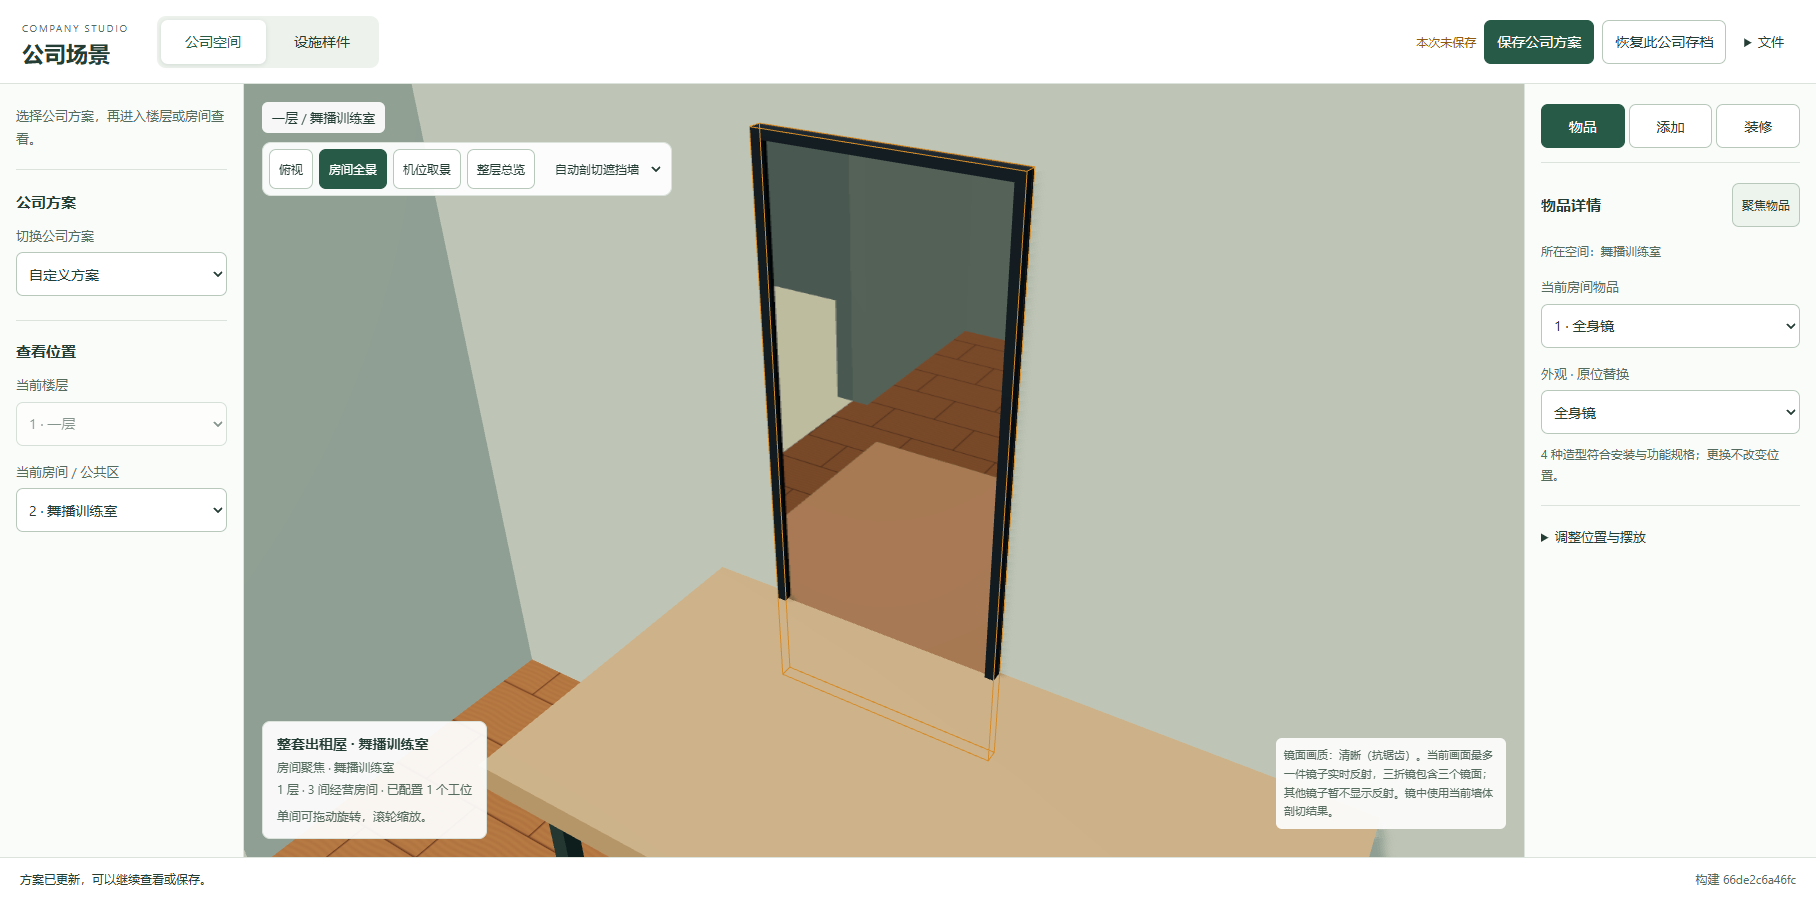 COMPANY STUDIO
公司场景
公司空间
设施样件
本次未保存
保存公司方案
恢复此公司存档
文件
选择公司方案，再进入楼层或房间查
看。
公司方案
切换公司方案
自定义方案
查看位置
当前楼层
1 · 一层
当前房间 / 公共区
2 · 舞播训练室
一层 / 舞播训练室
俯视
房间全景
机位取景
整层总览
自动剖切遮挡墙
整套出租屋 · 舞播训练室
房间聚焦 · 舞播训练室
1 层 · 3 间经营房间 · 已配置 1 个工位
单间可拖动旋转，滚轮缩放。
镜面画质：清晰（抗锯齿）。当前画面最多
一件镜子实时反射，三折镜包含三个镜面；
其他镜子暂不显示反射。镜中使用当前墙体
剖切结果。
物品
添加
装修
物品详情
聚焦物品
所在空间：舞播训练室
当前房间物品
1 · 全身镜
外观 · 原位替换
全身镜
4 种造型符合安装与功能规格；更换不改变位
置。
调整位置与摆放
方案已更新，可以继续查看或保存。
构建 66de2c6a46fc